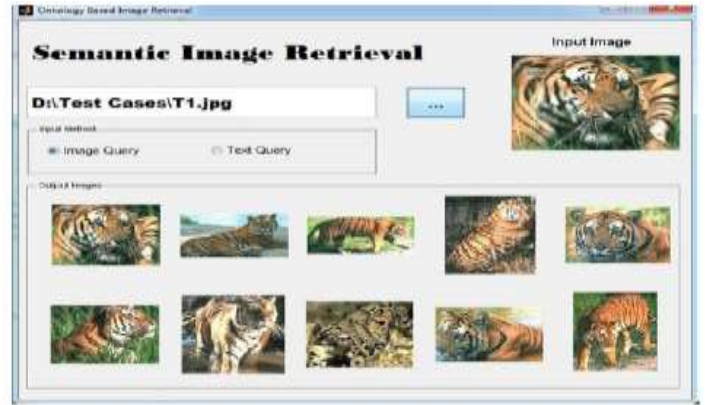 Ontology Based Image Retrieval
Semantic Image Retrieval
Input Image
D:\Test Cases\T1.jpg
...
Input Method
Image Query
Text Query
Output Images